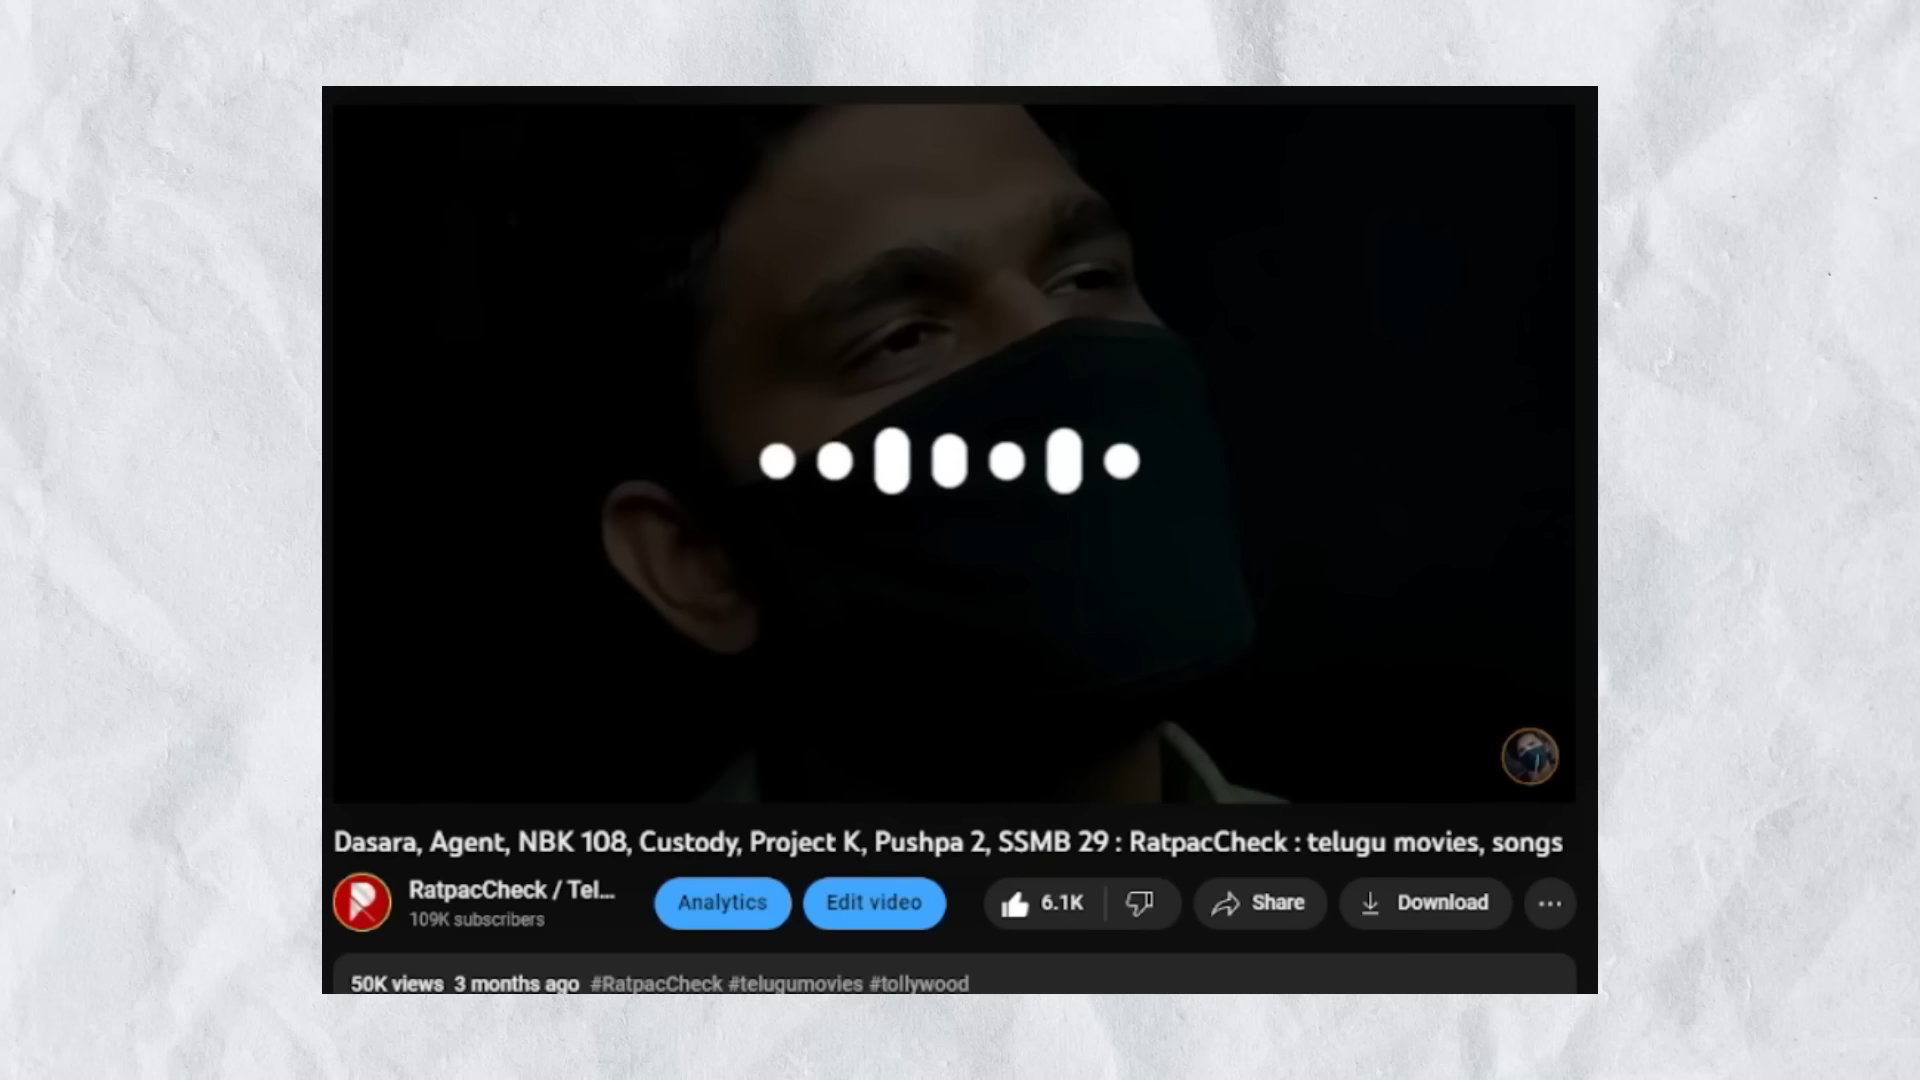 Dasara, Agent, NBK 108, Custody, Project K, Pushpa 2, SSMB 29 : RatpacCheck : telugu movies, songs
RatpacCheck / Tel...
109K subscribers
Analytics
Edit video
6.1K
Share
Download
50K views 3 months ago #RatpacCheck #telugumovies #tollywood